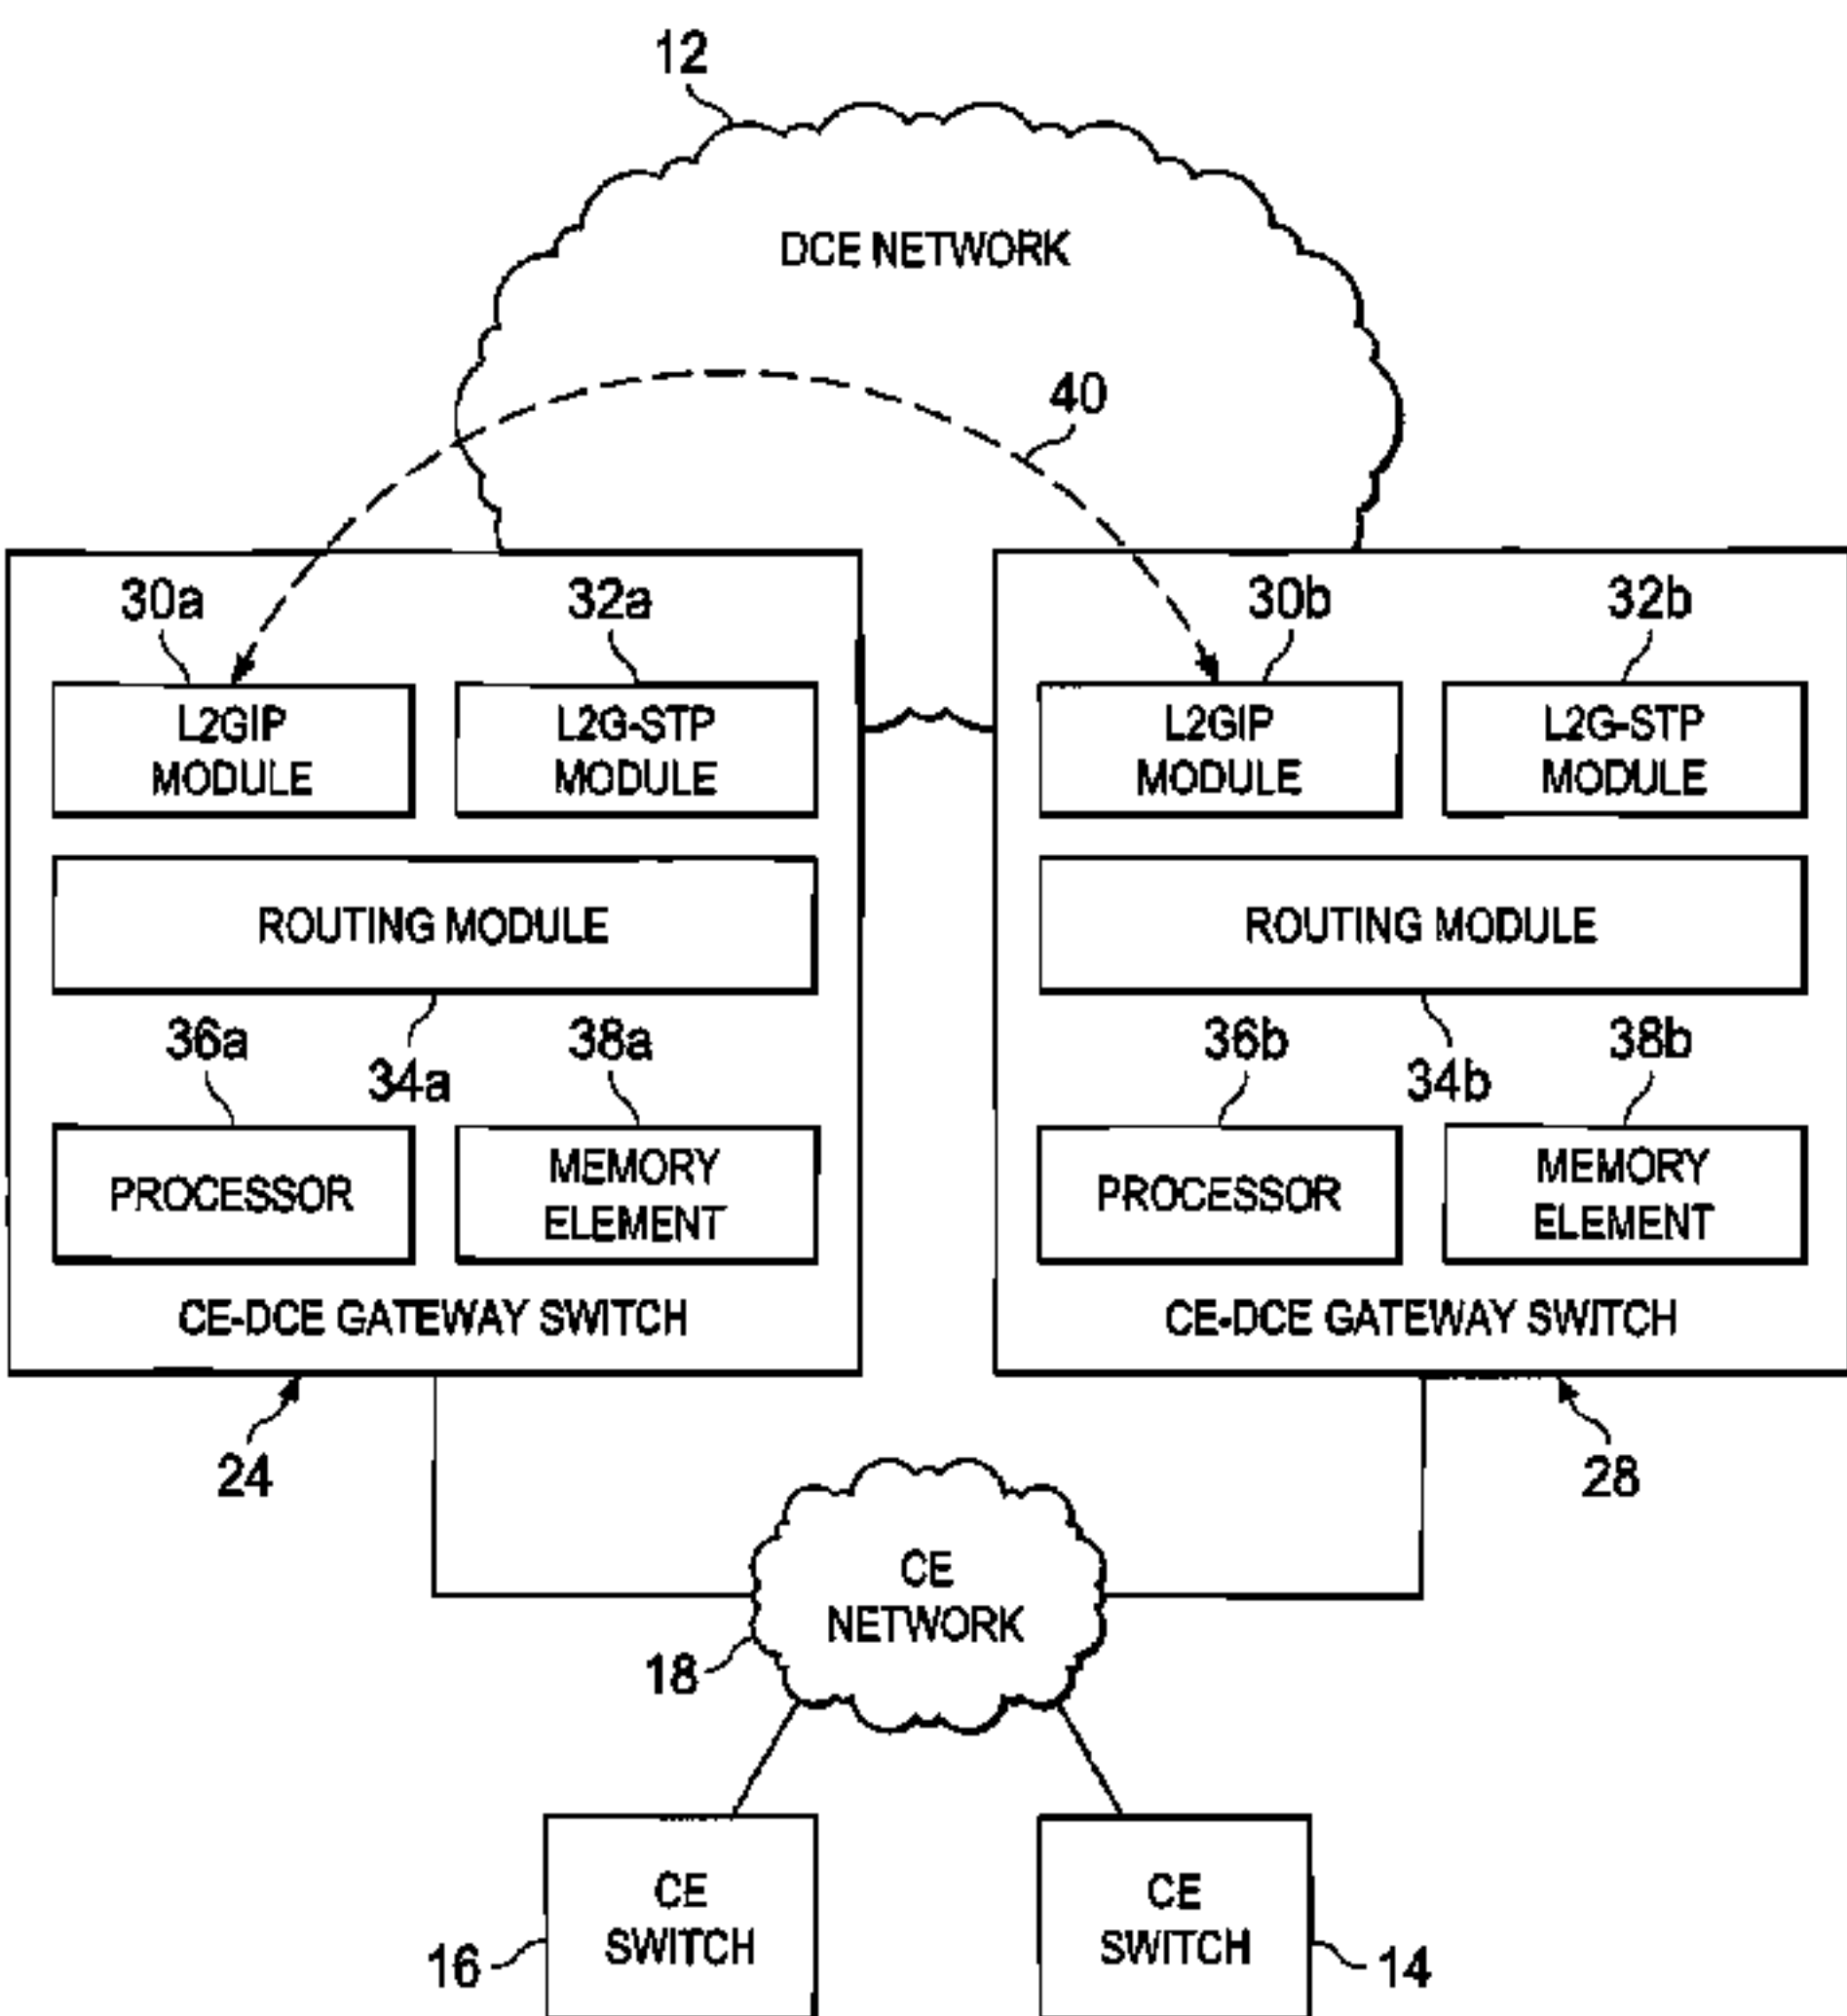 12
DCE NETWORK
40
30a
32a
30b
32b
L2GIP
MODULE
L2G-STP
MODULE
L2GIP
MODULE
L2G-STP
MODULE
ROUTING MODULE
ROUTING MODULE
36a
34a
38a
36b
34b
38b
PROCESSOR
MEMORY
ELEMENT
PROCESSOR
MEMORY
ELEMENT
CE-DCE GATEWAY SWITCH
CE-DCE GATEWAY SWITCH
24
28
CE
NETWORK
18
CE
SWITCH
CE
SWITCH
16
14